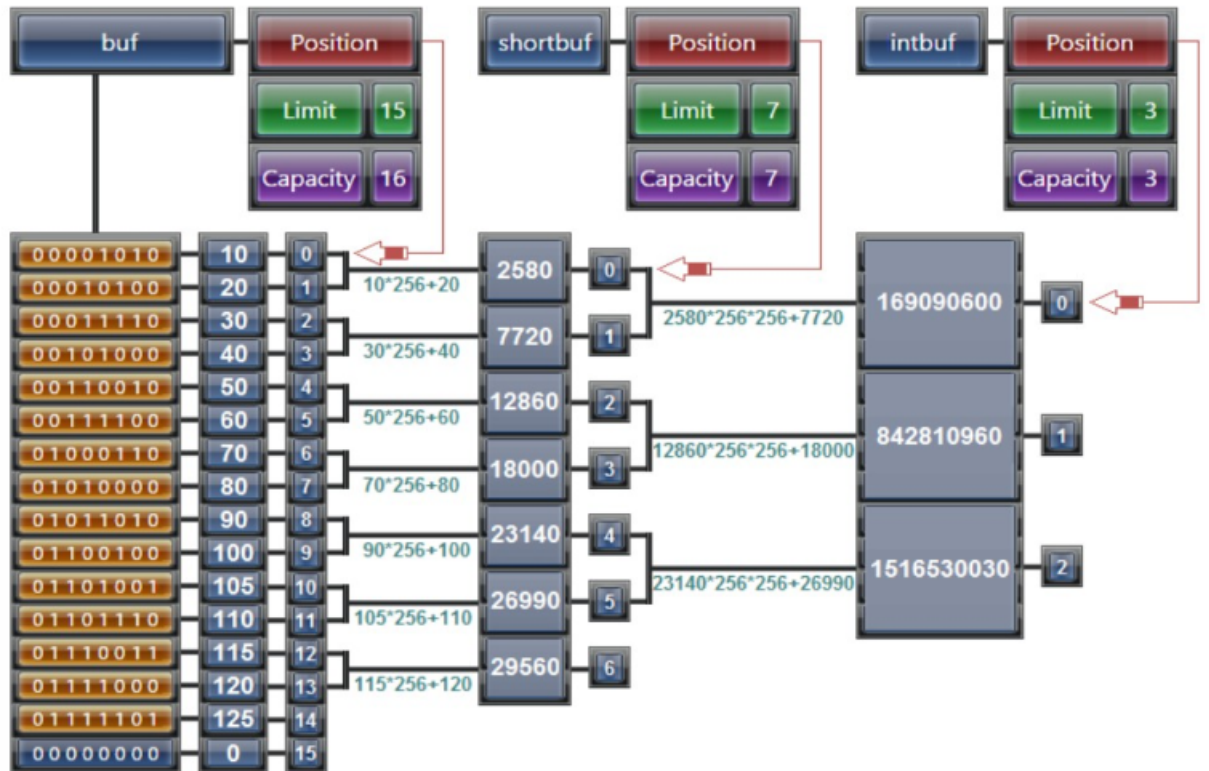 buf Position shortbuf Position intbuf Position
Limit 15 Limit 7 Limit 3
Capacity 16 Capacity 7 Capacity 3
00001010 10 0 2580 0
00010100 20 1 10*256+20 169090600 0
00011110 30 2 7720 1 2580*256*256+7720
00101000 40 3 30*256+40
00110010 50 4 12860 2
00111100 60 5 50*256+60 842810960 1
01000110 70 6 18000 3 12860*256*256+18000
01010000 80 7 70*256+80
01011010 90 8 23140 4
01100100 100 9 90*256+100 1516530030 2
01101001 105 10 26990 5 23140*256*256+26990
01101110 110 11 105*256+110
01110011 115 12 29560 6
01111000 120 13 115*256+120
01111101 125 14
00000000 0 15